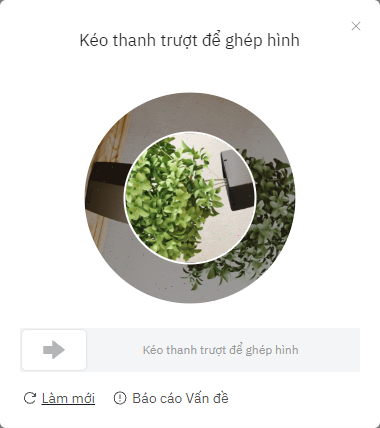 Kéo thanh trượt để ghép hình
Kéo thanh trượt để ghép hình
Làm mới
Báo cáo Vấn đề